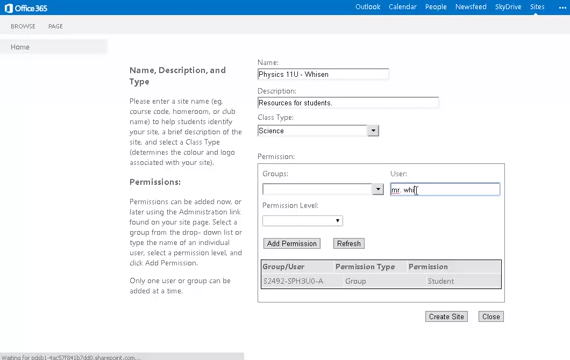 Office 365
Outlook Calendar People Newsfeed SkyDrive Sites ...
BROWSE PAGE
Home
Name, Description, and
Type
Please enter a site name (eg.
course code, homeroom, or club
name) to help students identify
your site, a brief description of the
site, and select a Class Type
(determines the colour and logo
associated with your site).
Permissions:
Permissions can be added now, or
later using the Administration link
found on your site page. Select a
group from the drop- down list or
type the name of an individual
user, select a permission level, and
click Add Permission.
Only one user or group can be
added at a time.
Name:
Physics 11U - Whisen
Description:
Resources for students.
Class Type:
Science
Permission:
Groups: User:
mr. whi
Permission Level:
Add Permission Refresh
Group/User Permission Type Permission
S2492-SPH3U0-A Group Student
Create Site Close